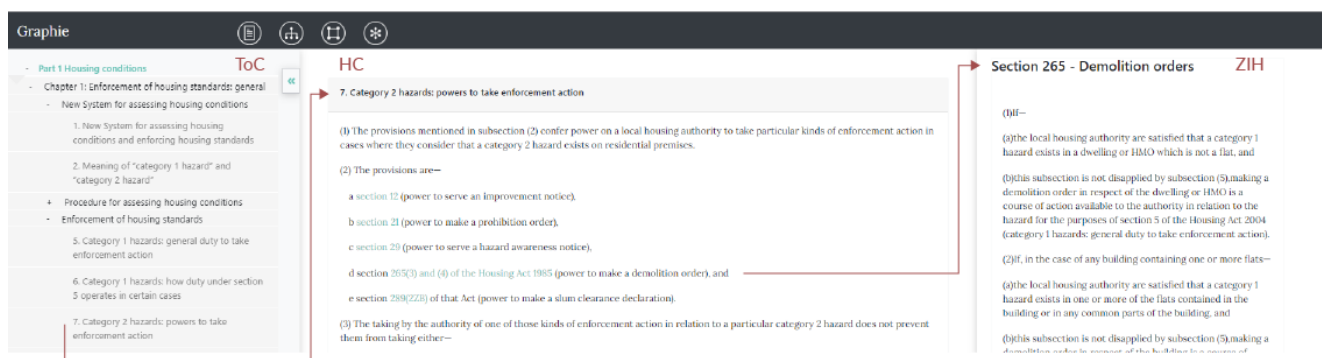 Graphie
ToC
- Part 1 Housing conditions
- Chapter 1: Enforcement of housing standards: general
- New System for assessing housing conditions
1. New System for assessing housing
conditions and enforcing housing standards
2. Meaning of "category 1 hazard" and
"category 2 hazard"
+ Procedure for assessing housing conditions
- Enforcement of housing standards
5. Category 1 hazards: general duty to take
enforcement action
6. Category 1 hazards: how duty under section
5 operates in certain cases
7. Category 2 hazards: powers to take
enforcement action
«
HC
7. Category 2 hazards: powers to take enforcement action
(1) The provisions mentioned in subsection (2) confer power on a local housing authority to take particular kinds of enforcement action in
cases where they consider that a category 2 hazard exists on residential premises.
(2) The provisions are—
a section 12 (power to serve an improvement notice),
b section 21 (power to make a prohibition order),
c section 29 (power to serve a hazard awareness notice),
d section 265(3) and (4) of the Housing Act 1985 (power to make a demolition order), and
e section 289(2ZB) of that Act (power to make a slum clearance declaration).
(3) The taking by the authority of one of those kinds of enforcement action in relation to a particular category 2 hazard does not prevent
them from taking either—
Section 265 - Demolition orders
ZIH
(1)If—
(a)the local housing authority are satisfied that a category 1
hazard exists in a dwelling or HMO which is not a flat, and
(b)this subsection is not disapplied by subsection (5),making a
demolition order in respect of the dwelling or HMO is a
course of action available to the authority in relation to the
hazard for the purposes of section 5 of the Housing Act 2004
(category 1 hazards: general duty to take enforcement action).
(2)If, in the case of any building containing one or more flats—
(a)the local housing authority are satisfied that a category 1
hazard exists in one or more of the flats contained in the
building or in any common parts of the building, and
(b)this subsection is not disapplied by subsection (5),making a
demolition order in respect of the building is a course of